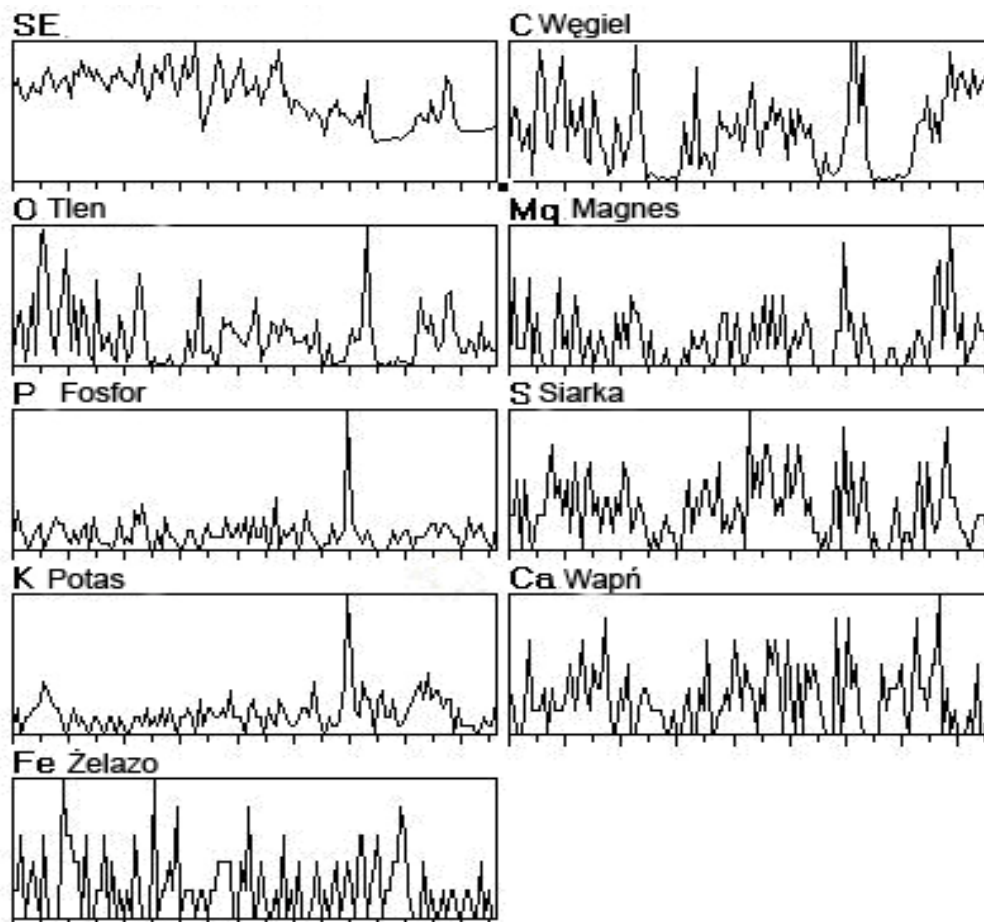 SE
C Węgiel
O Tlen
Mg Magnes
P Fosfor
S Siarka
K Potas
Ca Wapń
Fe Żelazo